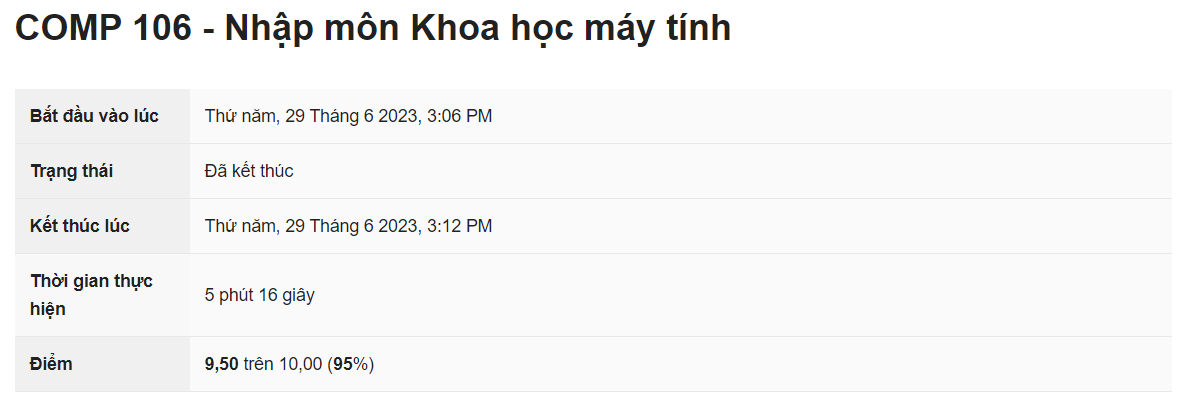 COMP 106 - Nhập môn Khoa học máy tính
Bắt đầu vào lúc
Thứ năm, 29 Tháng 6 2023, 3:06 PM
Trạng thái
Đã kết thúc
Kết thúc lúc
Thứ năm, 29 Tháng 6 2023, 3:12 PM
Thời gian thực
hiện
5 phút 16 giây
Điểm
9,50 trên 10,00 (95%)